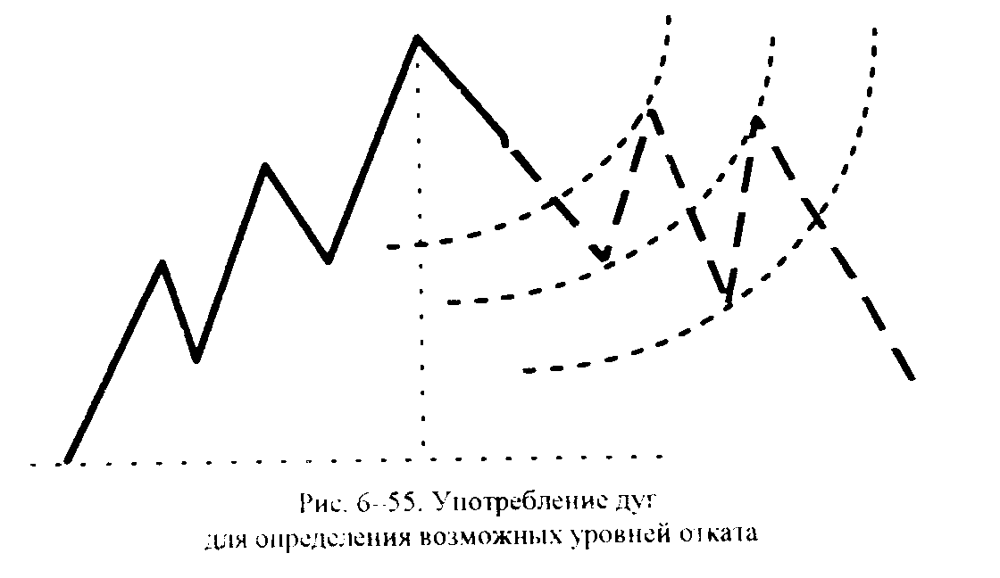 Рис. 6–55. Употребление дуг
для определения возможных уровней отката